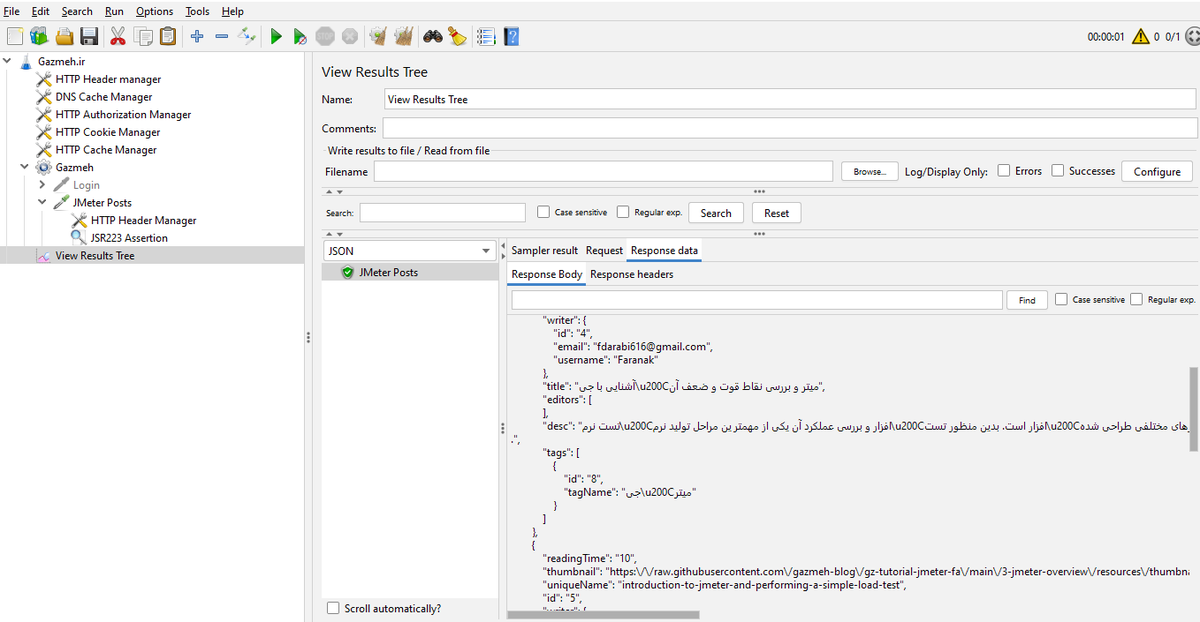 File Edit Search Run Options Tools Help
00:00:01 0 0/1
Gazmeh.ir
HTTP Header manager
DNS Cache Manager
HTTP Authorization Manager
HTTP Cookie Manager
HTTP Cache Manager
Gazmeh
Login
JMeter Posts
HTTP Header Manager
JSR223 Assertion
View Results Tree
View Results Tree
Name: View Results Tree
Comments:
Write results to file / Read from file
Filename Browse... Log/Display Only: Errors Successes Configure
Search: Case sensitive Regular exp. Search Reset
JSON
JMeter Posts
Scroll automatically?
Sampler result Request Response data
Response Body Response headers
Find Case sensitive Regular exp.
"writer": {
"id": "4",
"email": "fdarabi616@gmail.com",
"username": "Faranak"
},
"title": "آشنایی با جی\u200Cمیتر و بررسی نقاط قوت و ضعف آن",
"editors": [
],
"desc": "تست نرم\u200Cافزار و بررسی عملکرد آن یکی از مهمترین مراحل تولید نرم\u200Cافزار است. بدین منظور تست\u200Cهای مختلفی طراحی شده
.",
"tags": [
{
"id": "8",
"tagName": "جی\u200Cمیتر"
}
]
},
{
"readingTime": "10",
"thumbnail": "https:\/\/raw.githubusercontent.com\/gazmeh-blog\/gz-tutorial-jmeter-fa\/main\/3-jmeter-overview\/resources\/thumbna
"uniqueName": "introduction-to-jmeter-and-performing-a-simple-load-test",
"id": "5",
"writer": {